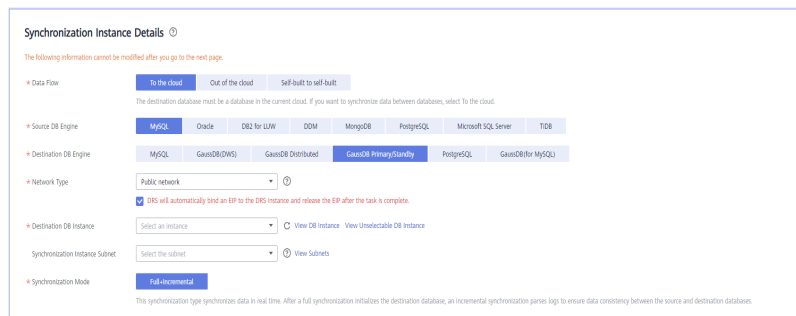 Synchronization Instance Details ?
The following information cannot be modified after you go to the next page.
* Data Flow To the cloud Out of the cloud Self-built to self-built
The destination database must be a database in the current cloud. If you want to synchronize data between databases, select To the cloud.
* Source DB Engine MySQL Oracle DB2 for LUW DDM MongoDB PostgreSQL Microsoft SQL Server TiDB
* Destination DB Engine MySQL GaussDB(DWS) GaussDB Distributed GaussDB Primary/Standby PostgreSQL GaussDB(for MySQL)
* Network Type Public network ?
DRS will automatically bind an EIP to the DRS instance and release the EIP after the task is complete.
* Destination DB Instance Select an instance View DB Instance View Unselectable DB Instance
Synchronization Instance Subnet Select the subnet ? View Subnets
* Synchronization Mode Full+Incremental
This synchronization type synchronizes data in real time. After a full synchronization initializes the destination database, an incremental synchronization parses logs to ensure data consistency between the source and destination databases.